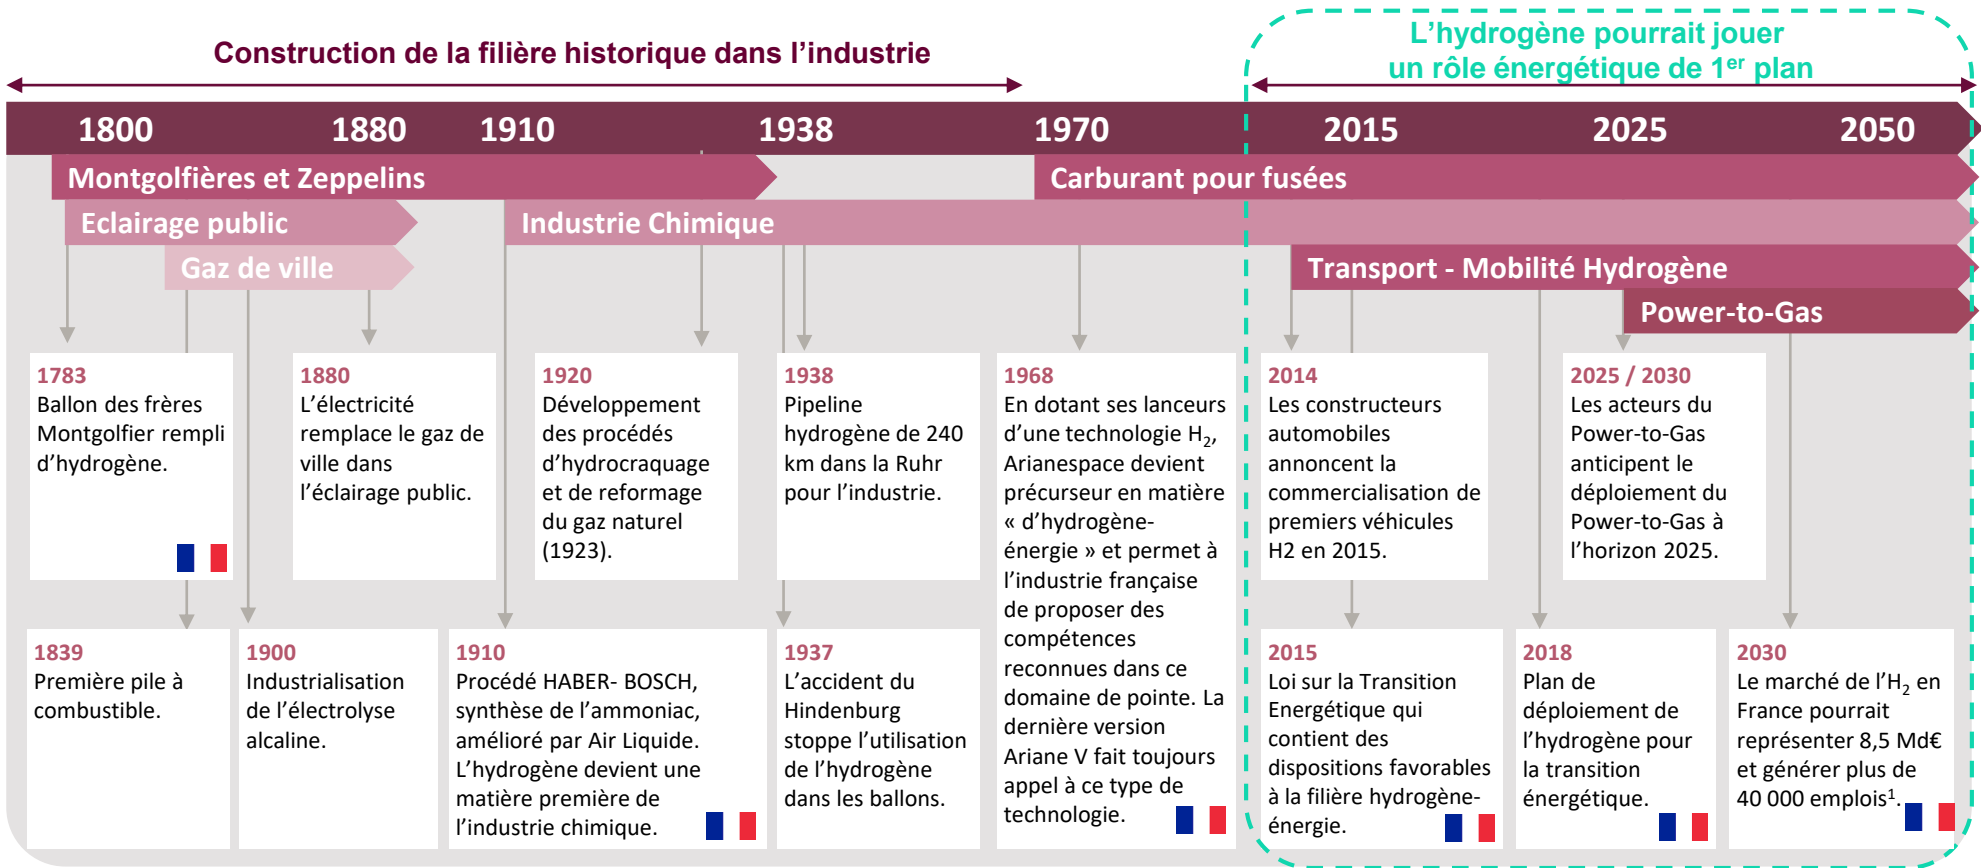 Construction de la filière historique dans l’industrie
L’hydrogène pourrait jouer
un rôle énergétique de 1er plan
1800 1880 1910 1938 1970 2015 2025 2050
Montgolfières et Zeppelins
Carburant pour fusées
Eclairage public
Industrie Chimique
Gaz de ville
Transport - Mobilité Hydrogène
Power-to-Gas
1783
Ballon des frères
Montgolfier rempli
d’hydrogène.
1880
L’électricité
remplace le gaz de
ville dans
l’éclairage public.
1920
Développement
des procédés
d’hydrocraquage
et de reformage
du gaz naturel
(1923).
1938
Pipeline
hydrogène de 240
km dans la Ruhr
pour l’industrie.
1968
En dotant ses lanceurs
d’une technologie H2,
Arianespace devient
précurseur en matière
« d’hydrogène-
énergie » et permet à
l’industrie française
de proposer des
compétences
reconnues dans ce
domaine de pointe. La
dernière version
Ariane V fait toujours
appel à ce type de
technologie.
2014
Les constructeurs
automobiles
annoncent la
commercialisation de
premiers véhicules
H2 en 2015.
2025 / 2030
Les acteurs du
Power-to-Gas
anticipent le
déploiement du
Power-to-Gas à
l’horizon 2025.
1839
Première pile à
combustible.
1900
Industrialisation
de l’électrolyse
alcaline.
1910
Procédé HABER- BOSCH,
synthèse de l’ammoniac,
amélioré par Air Liquide.
L’hydrogène devient une
matière première de
l’industrie chimique.
1937
L’accident du
Hindenburg
stoppe l’utilisation
de l’hydrogène
dans les ballons.
2015
Loi sur la Transition
Energétique qui
contient des
dispositions favorables
à la filière hydrogène-
énergie.
2018
Plan de
déploiement de
l’hydrogène pour
la transition
énergétique.
2030
Le marché de l’H2 en
France pourrait
représenter 8,5 Md€
et générer plus de
40 000 emplois1.